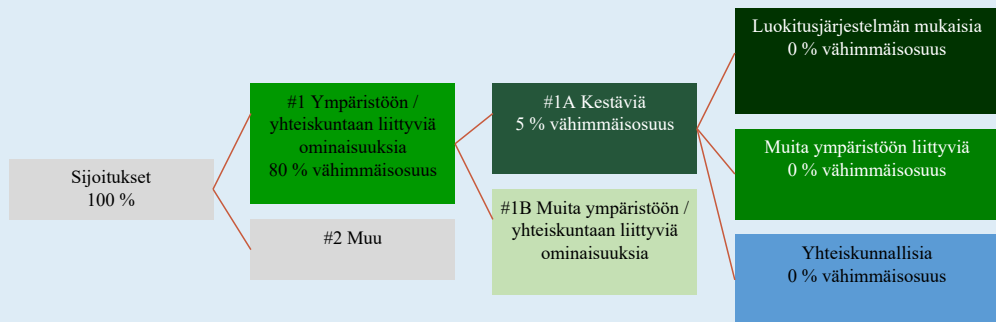 Sijoitukset
100 %
#1 Ympäristöön /
yhteiskuntaan liittyviä
ominaisuuksia
80 % vähimmäisosuus
#2 Muu
#1A Kestäviä
5 % vähimmäisosuus
#1B Muita ympäristöön /
yhteiskuntaan liittyviä
ominaisuuksia
Luokitusjärjestelmän mukaisia
0 % vähimmäisosuus
Muita ympäristöön liittyviä
0 % vähimmäisosuus
Yhteiskunnallisia
0 % vähimmäisosuus